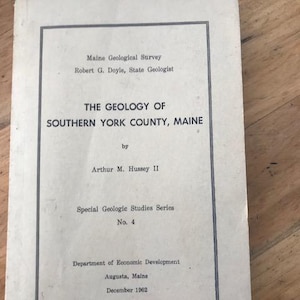 Maine Geological Survey
Robert G. Doyle, State Geologist
THE GEOLOGY OF
SOUTHERN YORK COUNTY, MAINE
by
Arthur M. Hussey II
Special Geologic Studies Series
No. 4
Department of Economic Development
Augusta, Maine
December 1962